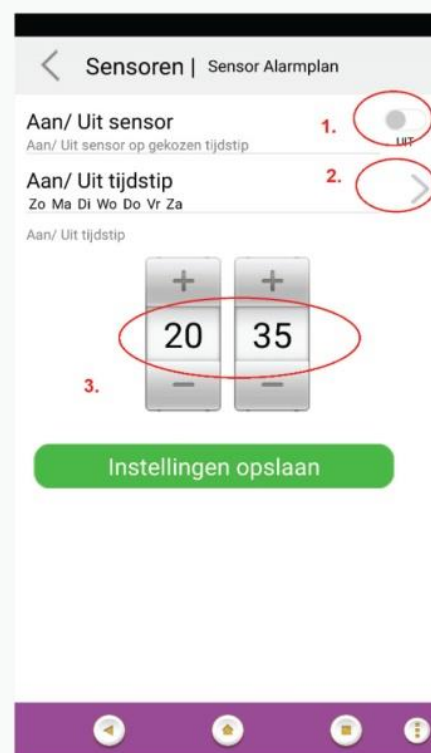 Sensoren | Sensor Alarmplan
Aan/ Uit sensor
1.
Aan/ Uit sensor op gekozen tijdstip
UIT
Aan/ Uit tijdstip
2.
Zo Ma Di Wo Do Vr Za
Aan/ Uit tijdstip
+ +
20 35
3.
− −
Instellingen opslaan